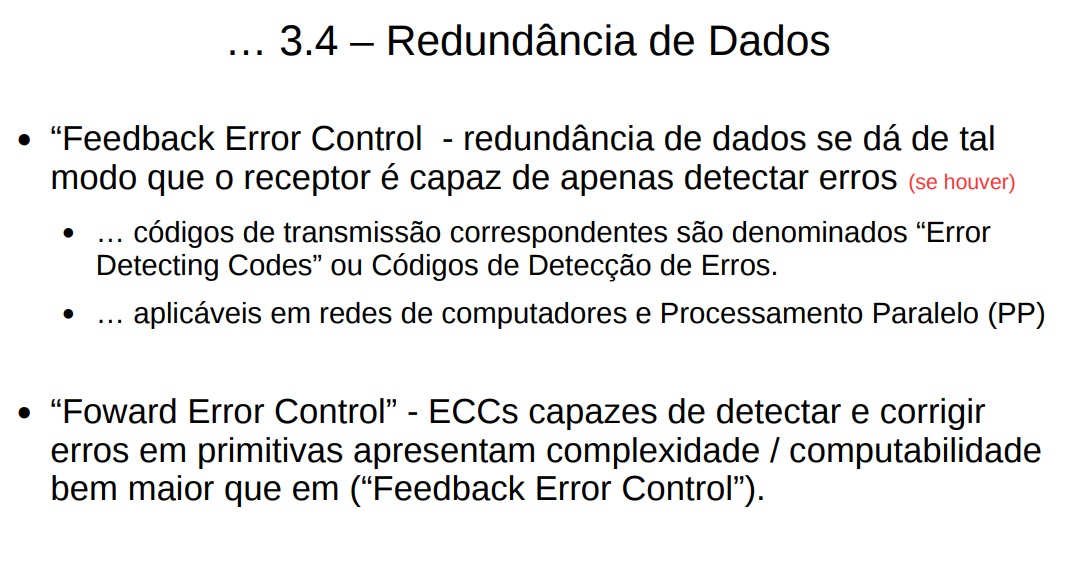 … 3.4 – Redundância de Dados
• “Feedback Error Control  - redundância de dados se dá de tal
modo que o receptor é capaz de apenas detectar erros (se houver)
• … códigos de transmissão correspondentes são denominados “Error
Detecting Codes” ou Códigos de Detecção de Erros.
• … aplicáveis em redes de computadores e Processamento Paralelo (PP)
• “Foward Error Control” - ECCs capazes de detectar e corrigir
erros em primitivas apresentam complexidade / computabilidade
bem maior que em (“Feedback Error Control”).